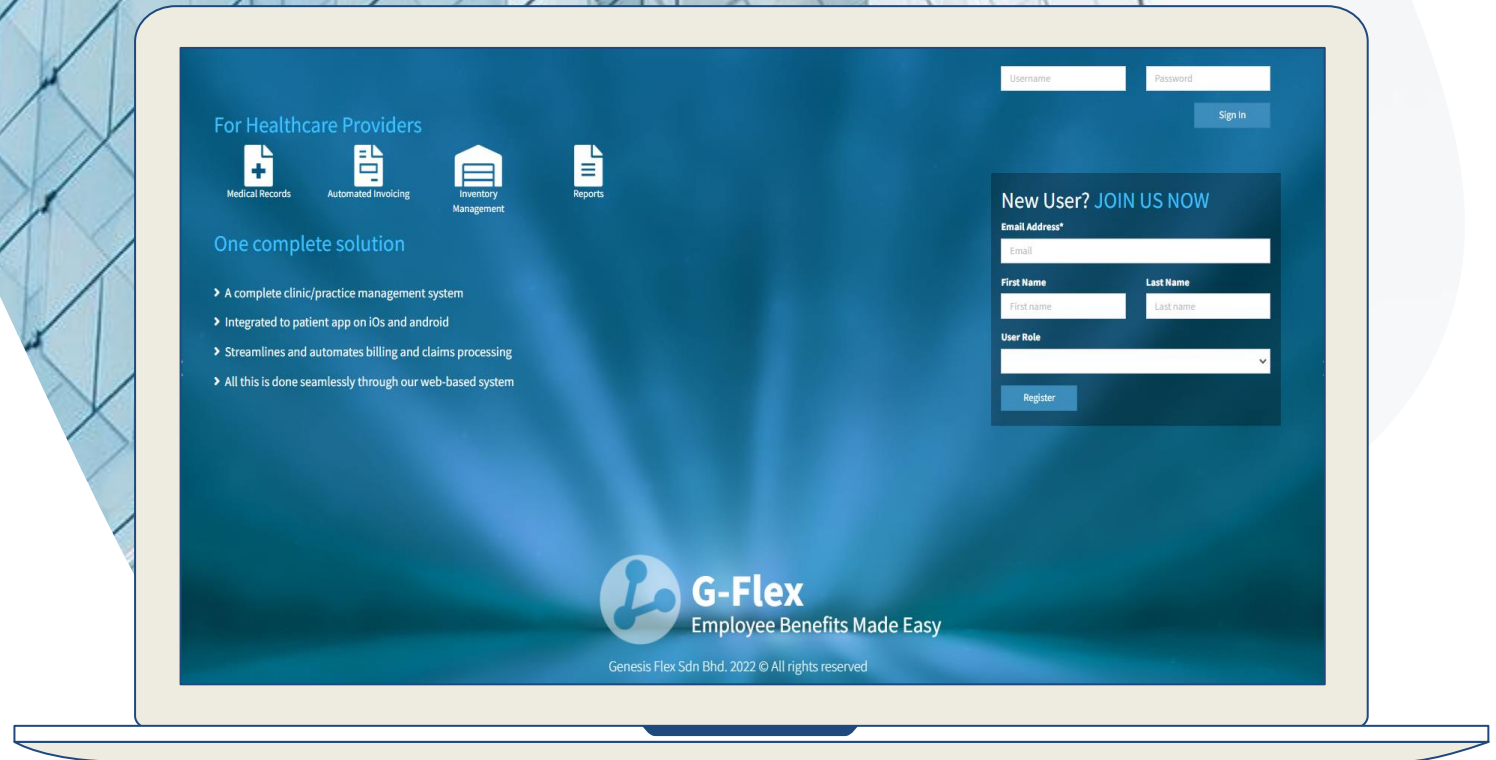 Username
Password
Sign In
For Healthcare Providers
Medical Records
Automated Invoicing
Inventory
Management
Reports
One complete solution
A complete clinic/practice management system
Integrated to patient app on iOs and android
Streamlines and automates billing and claims processing
All this is done seamlessly through our web-based system
New User? JOIN US NOW
Email Address*
Email
First Name
Last Name
First name
Last name
User Role
Register
G-Flex
Employee Benefits Made Easy
Genesis Flex Sdn Bhd. 2022 © All rights reserved